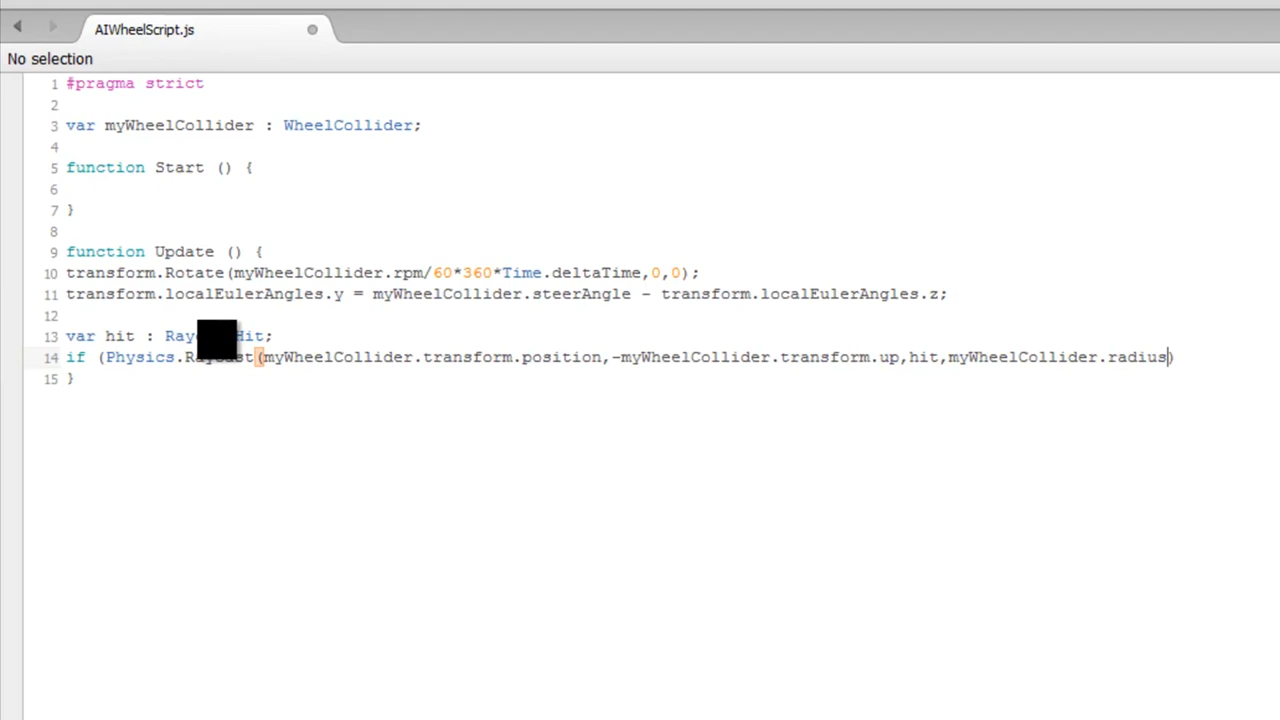 AIWheelScript.js
No selection
1 #pragma strict
2
3 var myWheelCollider : WheelCollider;
4
5 function Start () {
6
7 }
8
9 function Update () {
10 transform.Rotate(myWheelCollider.rpm/60*360*Time.deltaTime,0,0);
11 transform.localEulerAngles.y = myWheelCollider.steerAngle - transform.localEulerAngles.z;
12
13 var hit : Hit;
14 if (Physics.Raycast(myWheelCollider.transform.position,-myWheelCollider.transform.up,hit,myWheelCollider.radius)
15 }